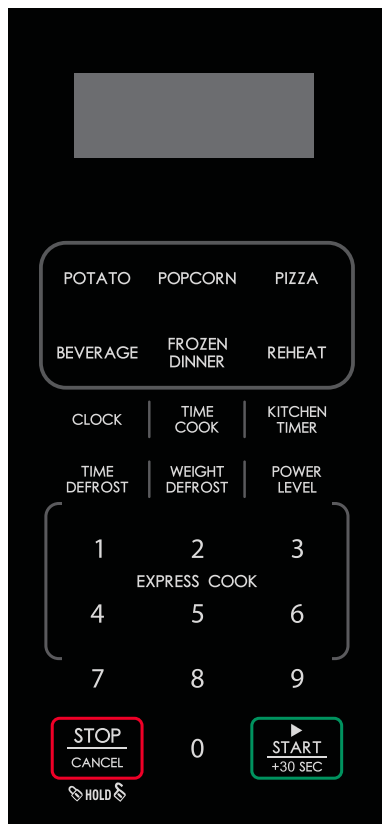 POTATO POPCORN PIZZA
BEVERAGE FROZEN DINNER REHEAT
CLOCK TIME COOK KITCHEN TIMER
TIME DEFROST WEIGHT DEFROST POWER LEVEL
1 2 3
EXPRESS COOK
4 5 6
7 8 9
STOP
CANCEL
HOLD
0
START
+30 SEC